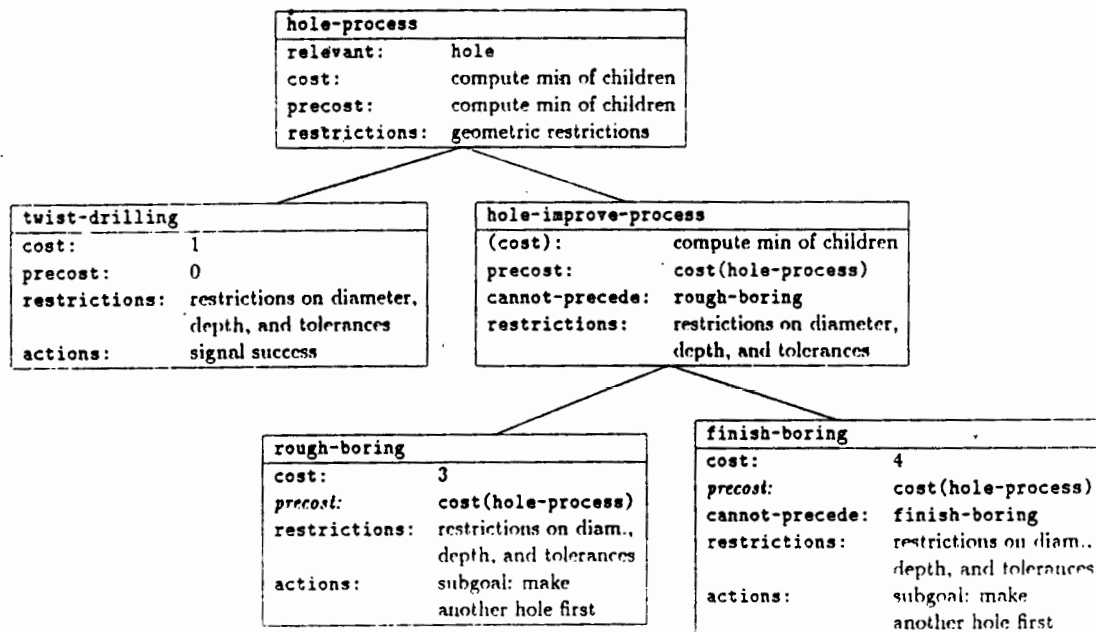 hole-process
relevant: hole
cost: compute min of children
precost: compute min of children
restrictions: geometric restrictions
twist-drilling
cost: 1
precost: 0
restrictions: restrictions on diameter,
depth, and tolerances
actions: signal success
hole-improve-process
(cost): compute min of children
precost: cost(hole-process)
cannot-precede: rough-boring
restrictions: restrictions on diameter,
depth, and tolerances
rough-boring
cost: 3
precost: cost(hole-process)
restrictions: restrictions on diam.,
depth, and tolerances
actions: subgoal: make
another hole first
finish-boring
cost: 4
precost: cost(hole-process)
cannot-precede: finish-boring
restrictions: restrictions on diam.,
depth, and tolerances
actions: subgoal: make
another hole first